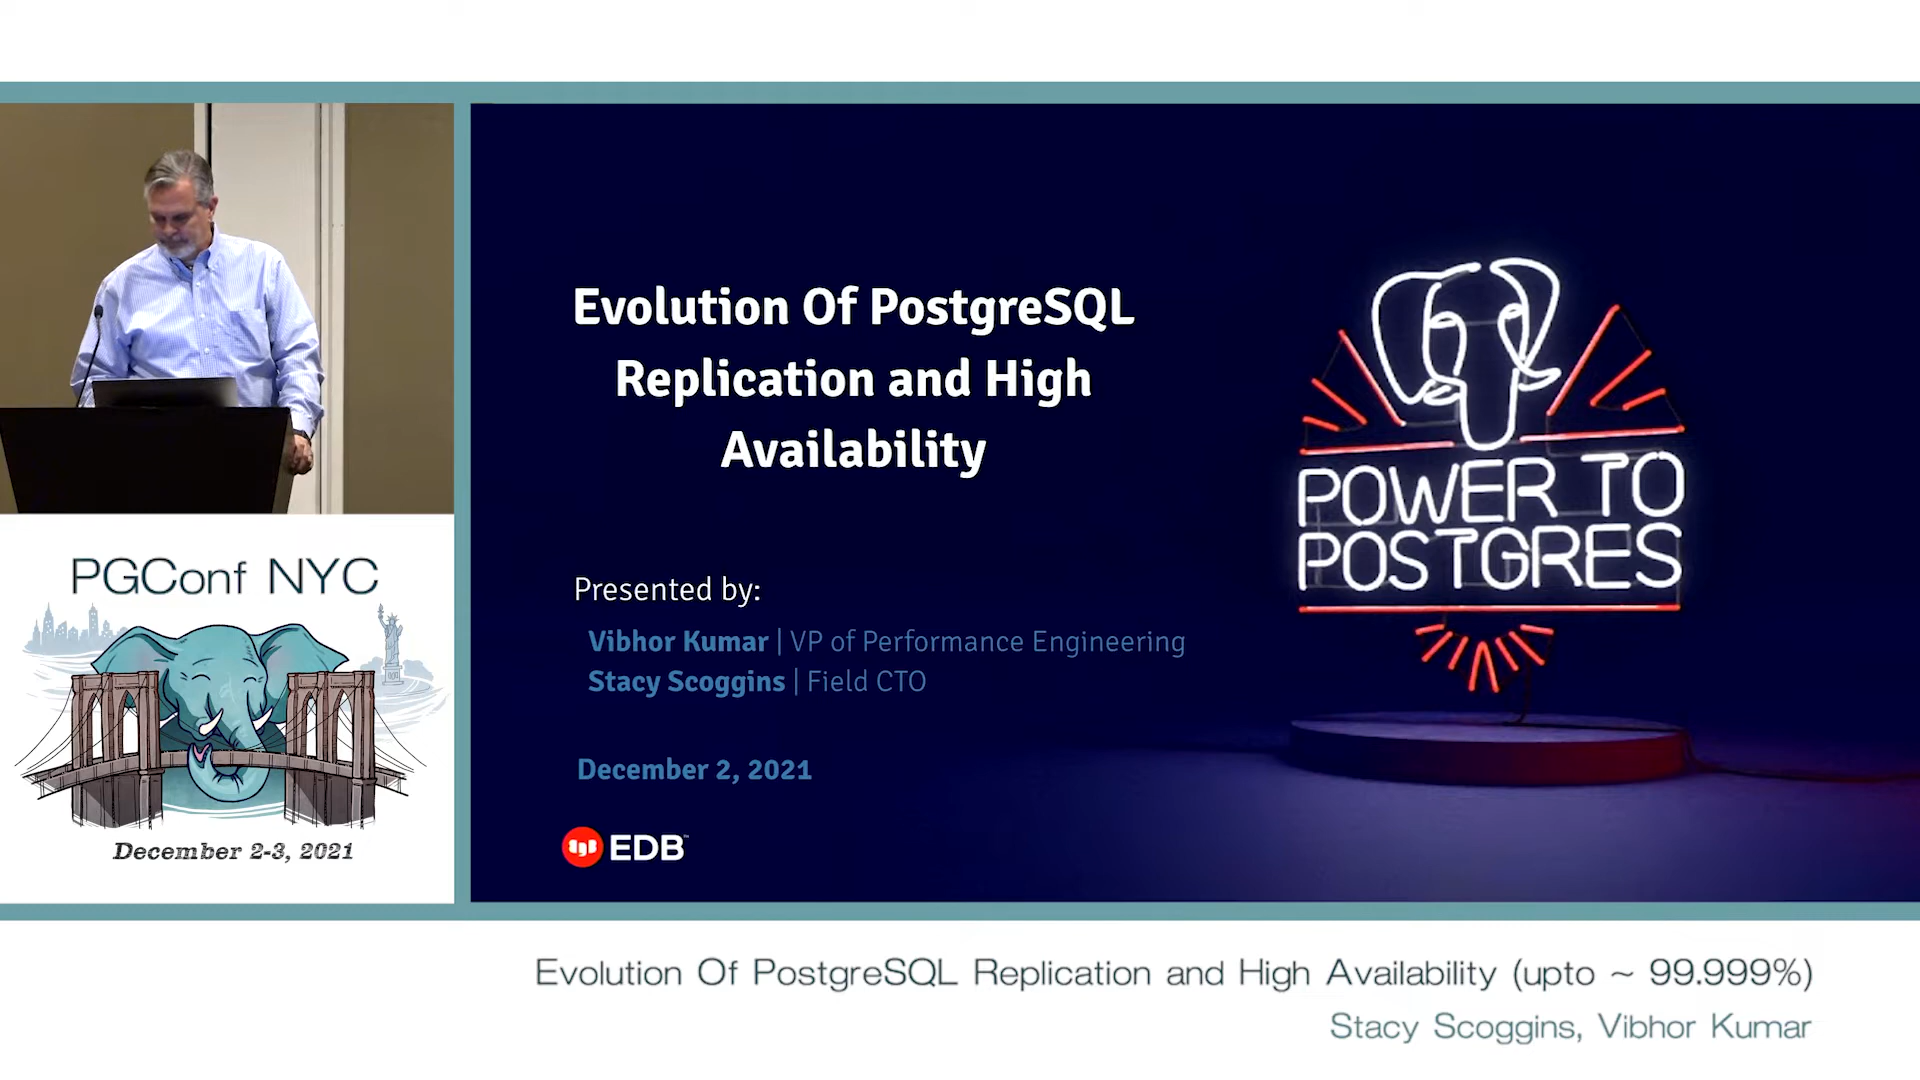 Evolution Of PostgreSQL
Replication and High
Availability
POWER TO
POSTGRES
Presented by:
Vibhor Kumar | VP of Performance Engineering
Stacy Scoggins | Field CTO
December 2, 2021
EDB
PGConf NYC
December 2-3, 2021
Evolution Of PostgreSQL Replication and High Availability (upto ~ 99.999%)
Stacy Scoggins, Vibhor Kumar